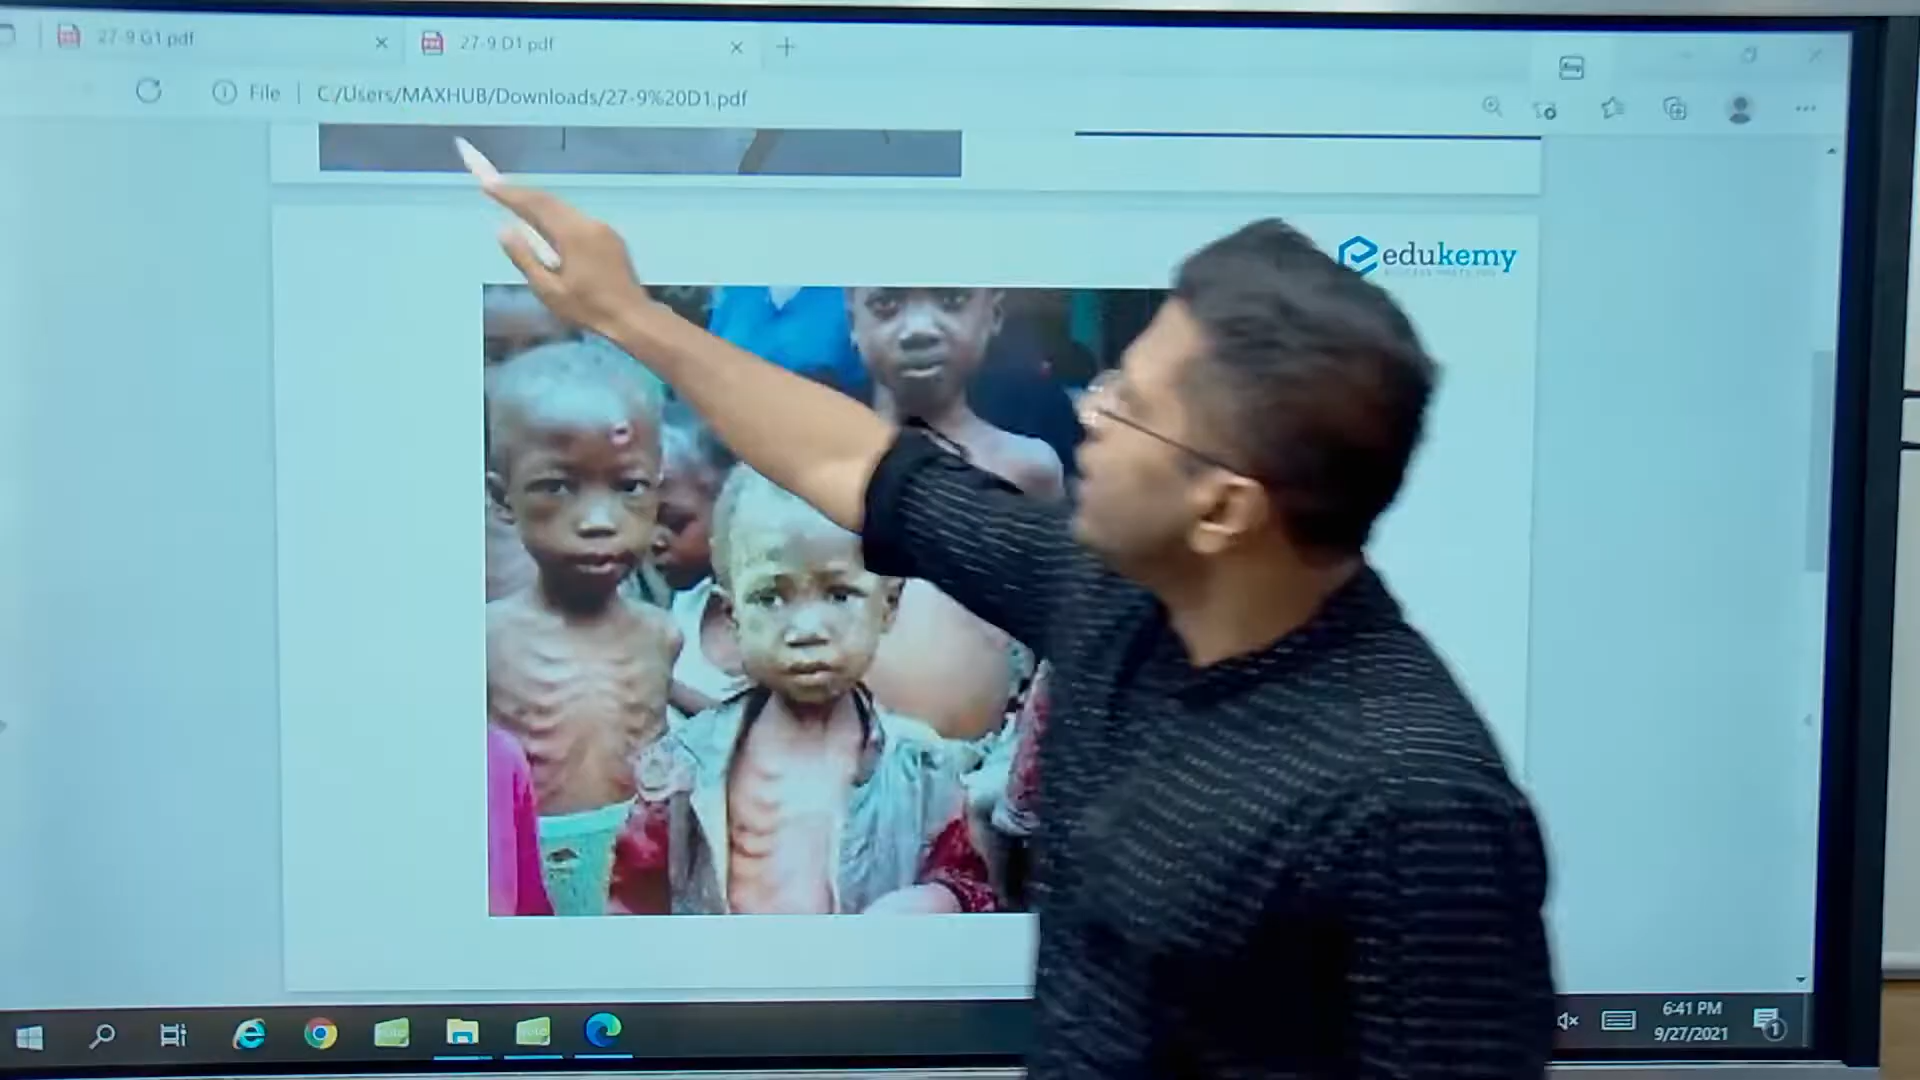 27-9 G1.pdf
27-9 D1.pdf
File
C:/Users/MAXHUB/Downloads/27-9%20D1.pdf
edukemy
6:41 PM
9/27/2021
1